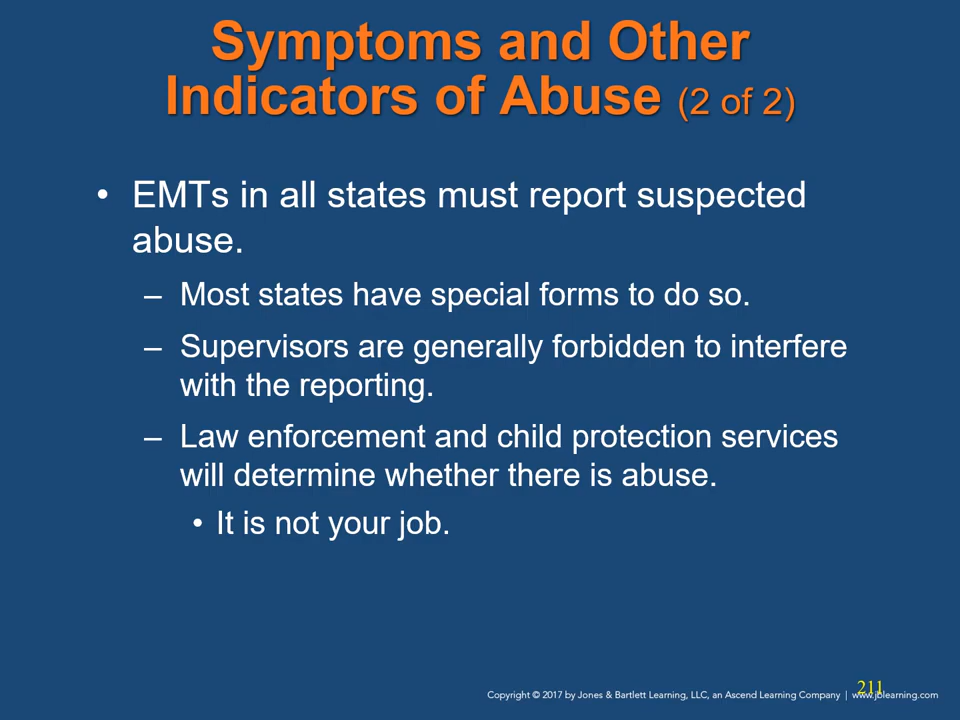 Symptoms and Other
Indicators of Abuse (2 of 2)
• EMTs in all states must report suspected
abuse.
– Most states have special forms to do so.
– Supervisors are generally forbidden to interfere
with the reporting.
– Law enforcement and child protection services
will determine whether there is abuse.
• It is not your job.
211
Copyright © 2017 by Jones & Bartlett Learning, LLC, an Ascend Learning Company | www.jblearning.com